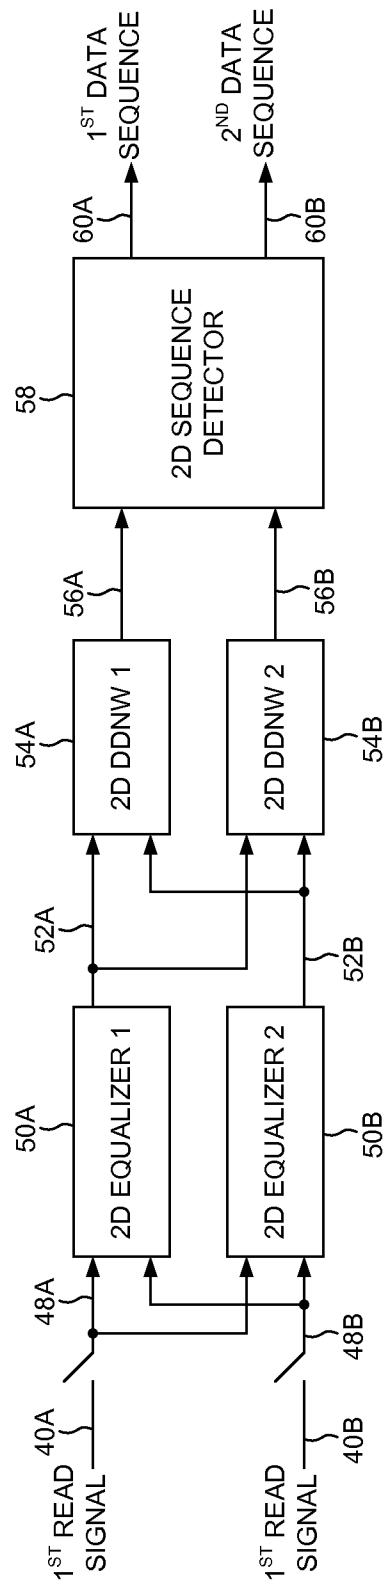 1ST READ
SIGNAL
40A
48A
50A
2D EQUALIZER 1
52A
54A
2D DDNW 1
56A
58
2D SEQUENCE
DETECTOR
60A
1ST DATA
SEQUENCE
1ST READ
SIGNAL
40B
48B
2D EQUALIZER 2
50B
52B
2D DDNW 2
54B
56B
60B
2ND DATA
SEQUENCE